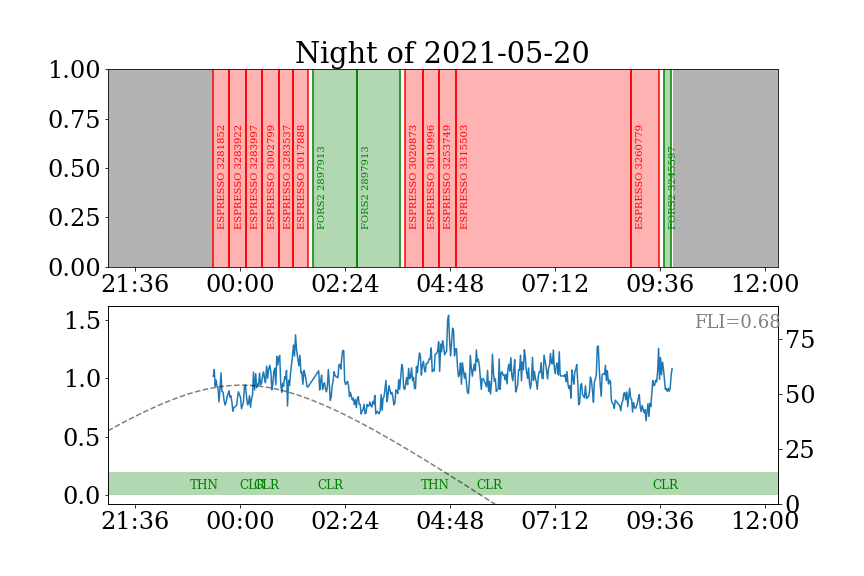 Night of 2021-05-20
1.00
0.75
0.50
0.25
0.00
ESPRESSO 3281852
ESPRESSO 3283922
ESPRESSO 3283997
ESPRESSO 3002799
ESPRESSO 3283537
ESPRESSO 3017888
FORS2 2897913
FORS2 2897913
ESPRESSO 3020873
ESPRESSO 3019996
ESPRESSO 3253749
ESPRESSO 3315503
ESPRESSO 3260779
FORS2 3245597
21:36 00:00 02:24 04:48 07:12 09:36 12:00
FLI=0.68
1.5
1.0
0.5
0.0
75
50
25
0
THN CLR CLR CLR THN CLR CLR
21:36 00:00 02:24 04:48 07:12 09:36 12:00